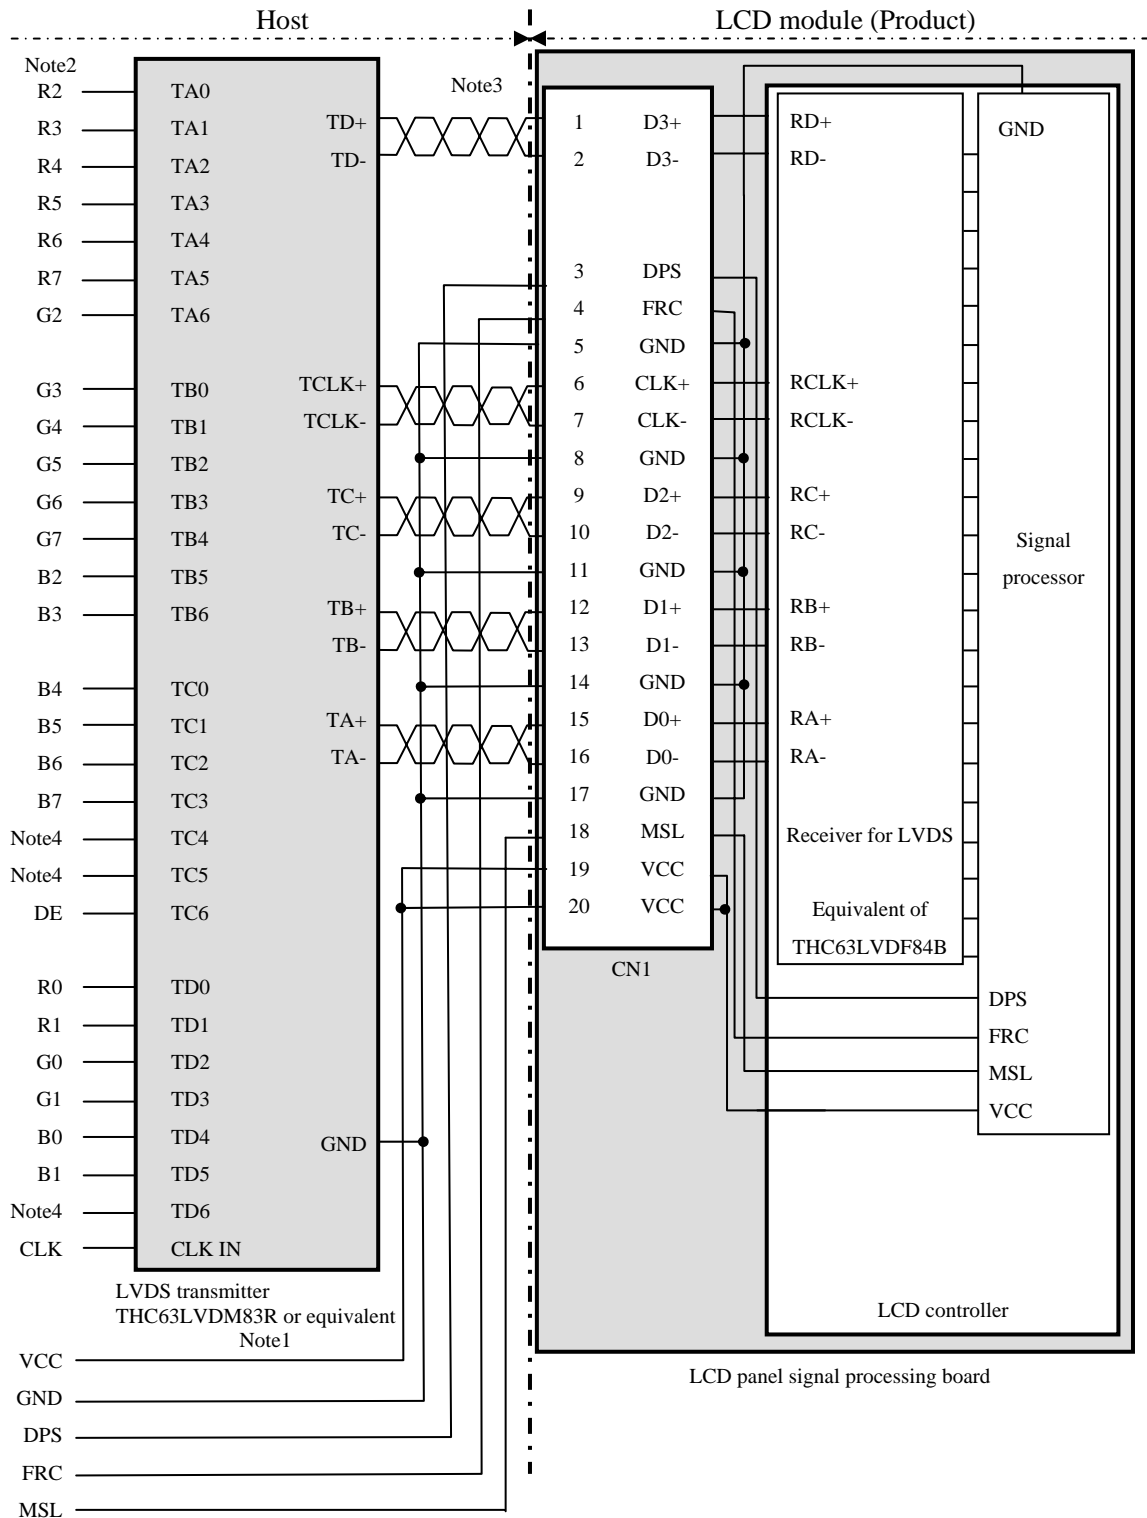 Host
LCD module (Product)
Note2
Note3
R2 TA0
R3 TA1
R4 TA2
R5 TA3
R6 TA4
R7 TA5
G2 TA6
G3 TB0
G4 TB1
G5 TB2
G6 TB3
G7 TB4
B2 TB5
B3 TB6
B4 TC0
B5 TC1
B6 TC2
B7 TC3
Note4 TC4
Note4 TC5
DE TC6
R0 TD0
R1 TD1
G0 TD2
G1 TD3
B0 TD4
B1 TD5
Note4 TD6
CLK CLK IN
TD+
TD-
TCLK+
TCLK-
TC+
TC-
TB+
TB-
TA+
TA-
GND
LVDS transmitter
THC63LVDM83R or equivalent
Note1
VCC
GND
DPS
FRC
MSL
1 D3+
2 D3-
3 DPS
4 FRC
5 GND
6 CLK+
7 CLK-
8 GND
9 D2+
10 D2-
11 GND
12 D1+
13 D1-
14 GND
15 D0+
16 D0-
17 GND
18 MSL
19 VCC
20 VCC
CN1
RD+
RD-
RCLK+
RCLK-
RC+
RC-
RB+
RB-
RA+
RA-
Receiver for LVDS
Equivalent of
THC63LVDF84B
GND
Signal
processor
DPS
FRC
MSL
VCC
LCD controller
LCD panel signal processing board